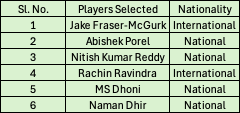 Sl. No. Players Selected Nationality
1 Jake Fraser-McGurk International
2 Abishek Porel National
3 Nitish Kumar Reddy National
4 Rachin Ravindra International
5 MS Dhoni National
6 Naman Dhir National